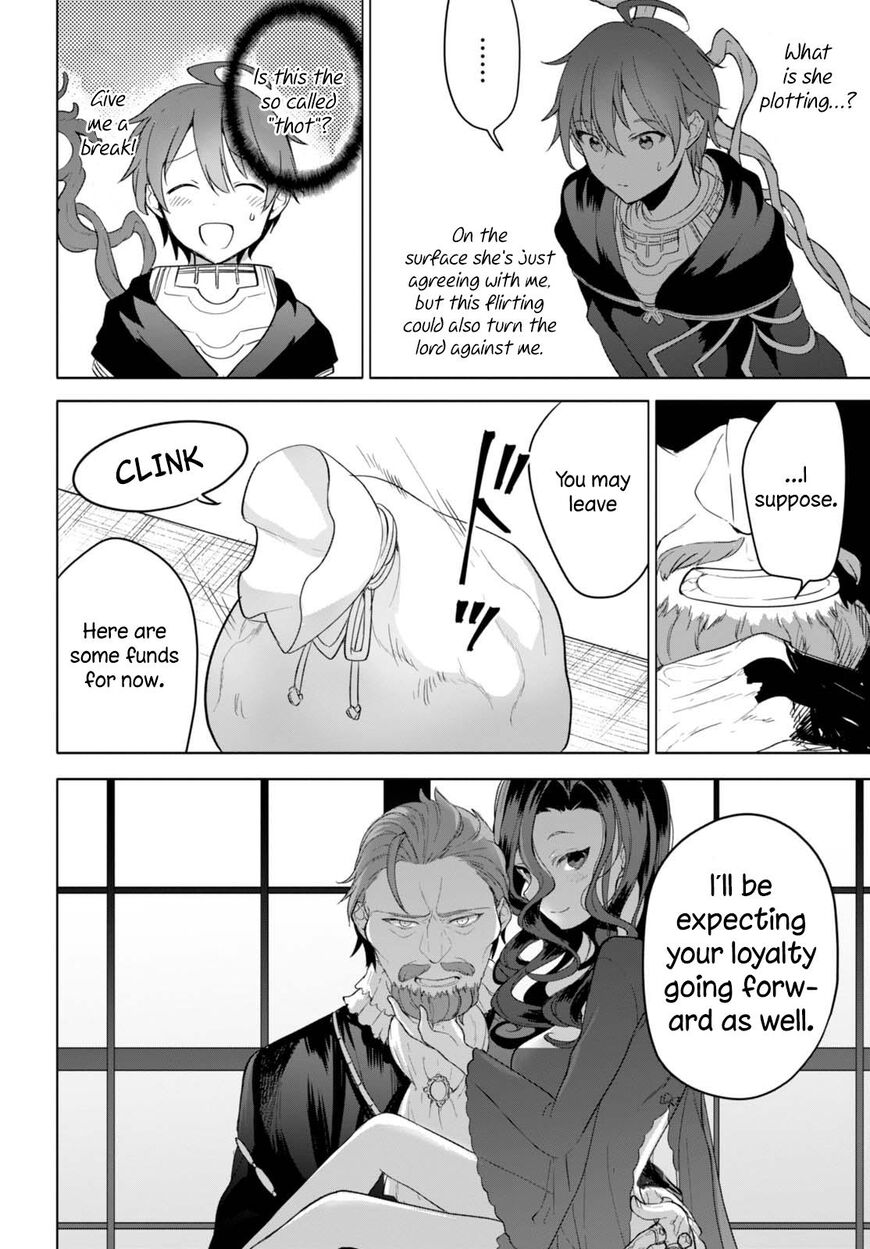 What
is she
plotting...?
......
On the
surface she's just
agreeing with me,
but this flirting
could also turn the
lord against me.
Is this the
so called
"thot"?
Give
me a
break!
...I
suppose.
You may
leave
CLINK
Here are
some funds
for now.
I'll be
expecting
your loyalty
going forw-
ard as well.